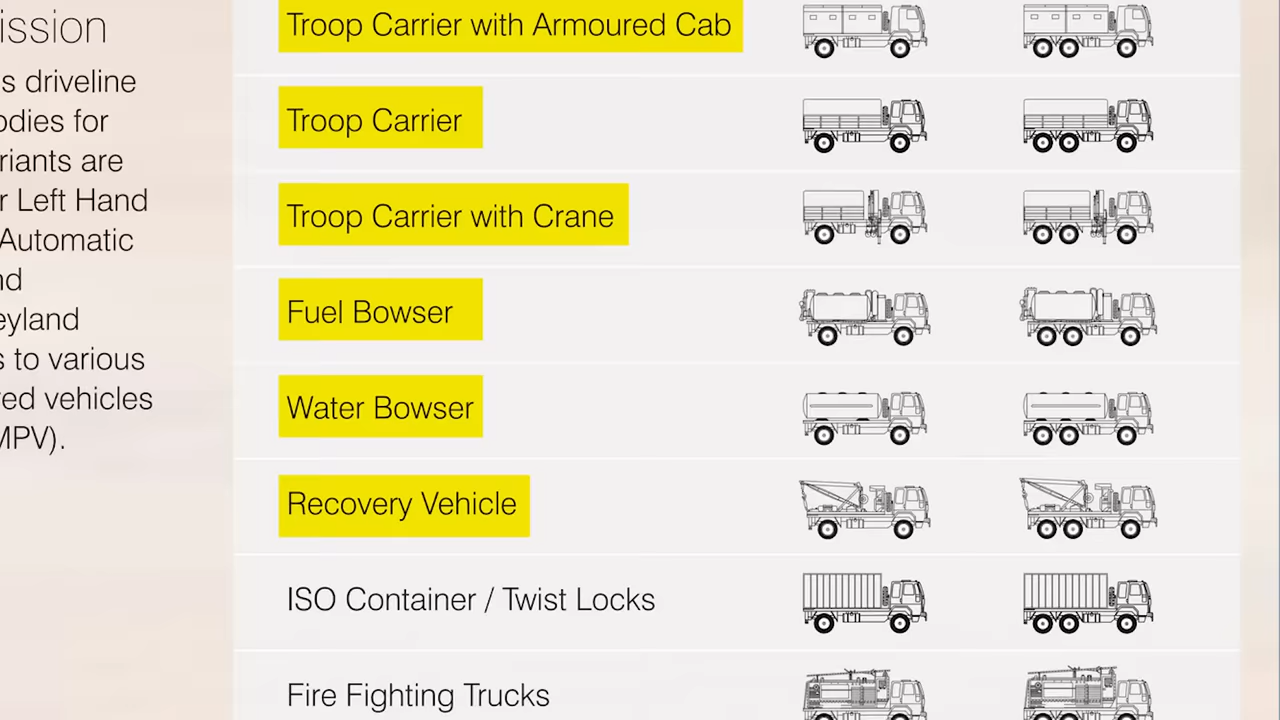 ission
s driveline
odies for
riants are
r Left Hand
Automatic
nd
eyland
s to various
red vehicles
MPV).
Troop Carrier with Armoured Cab
Troop Carrier
Troop Carrier with Crane
Fuel Bowser
Water Bowser
Recovery Vehicle
ISO Container / Twist Locks
Fire Fighting Trucks